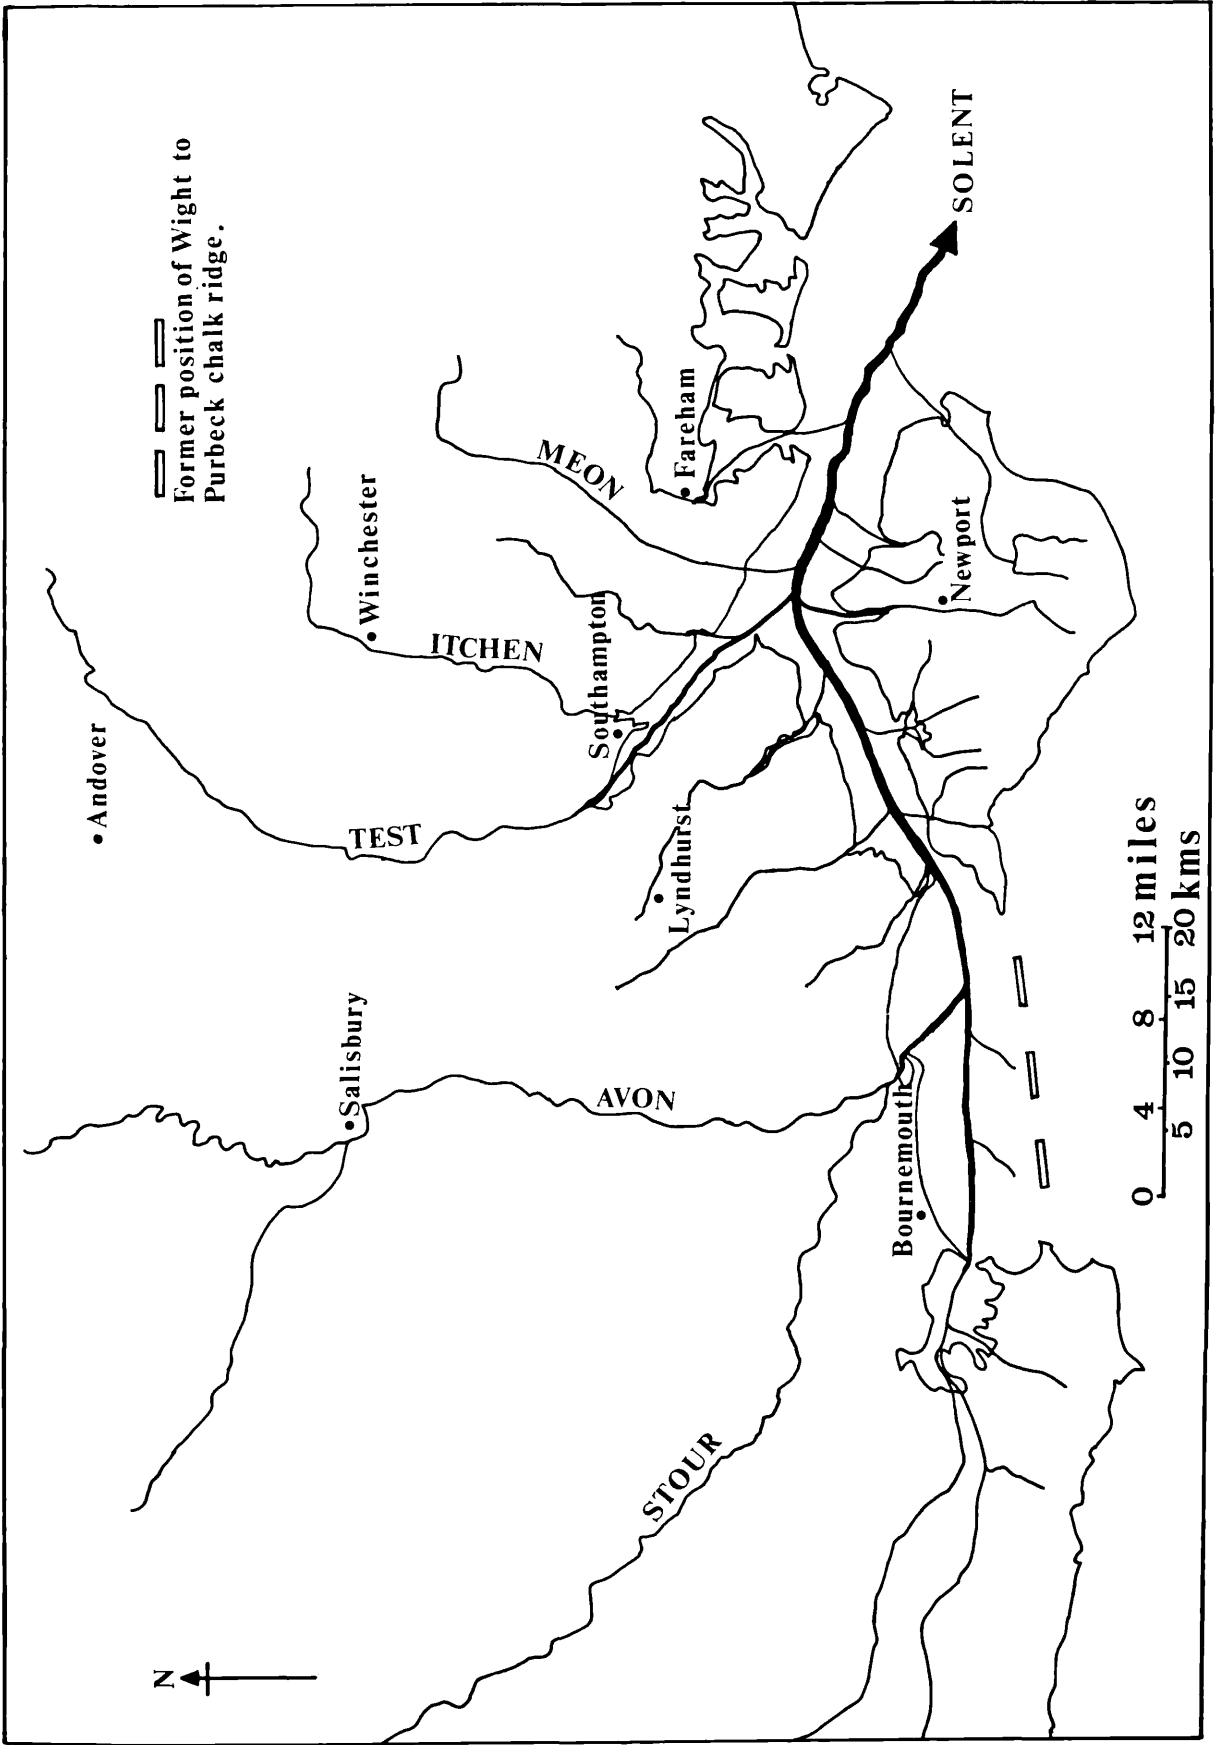 N
Former position of Wight to
Purbeck chalk ridge.
Andover
Salisbury
Winchester
TEST
ITCHEN
MEON
AVON
Southampton
Fareham
Lyndhurst
STOUR
Bournemouth
Newport
SOLENT
0 4 8 12 miles
5 10 15 20 kms